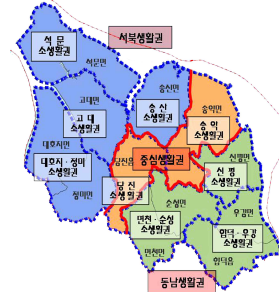 석 문
소생활권
서북생활권
석문면
송산면
고대면
송악면
고 대
소생활권
송 산
소생활권
송 악
소생활권
대호지면
신평면
대호지·정미
소생활권
당진읍
중심생활권
신 평
소생활권
정미면
당 진
소생활권
순성면
우강면
면천·순성
소생활권
합덕·우강
소생활권
면천면
합덕읍
동남생활권